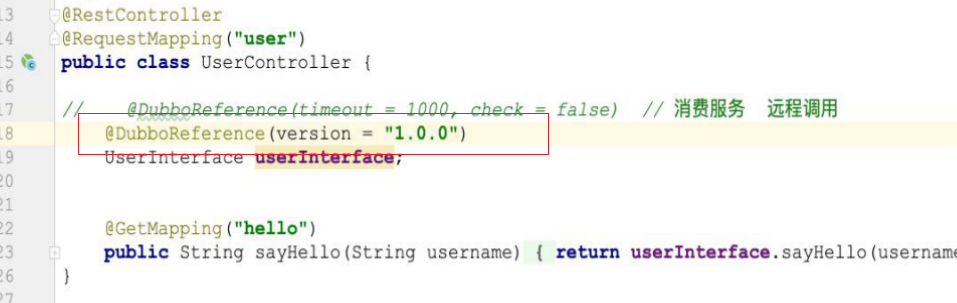 13 @RestController
14 @RequestMapping("user")
15 public class UserController {
16
17 //    @DubboReference(timeout = 1000, check = false)  // 消费服务  远程调用
18 @DubboReference(version = "1.0.0")
19 UserInterface userInterface;
20
21
22 @GetMapping("hello")
23 public String sayHello(String username) { return userInterface.sayHello(username
26 }
27